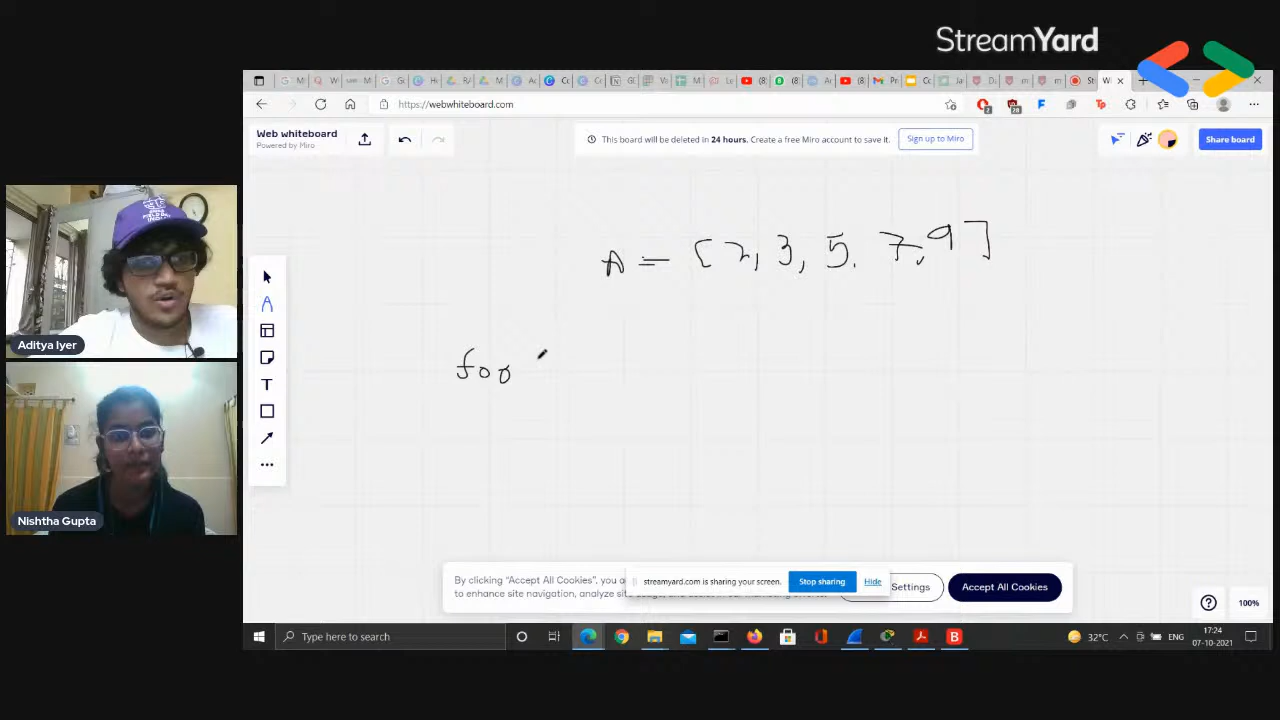 StreamYard
https://webwhiteboard.com
Web whiteboard
Powered by Miro
This board will be deleted in 24 hours. Create a free Miro account to save it.
Sign up to Miro
Share board
A = [2, 3, 5. 7, 9]
foo
Aditya Iyer
Nishtha Gupta
T
By clicking “Accept All Cookies”, you
to enhance site navigation, analyze
streamyard.com is sharing your screen.
Stop sharing
Hide
Settings
Accept All Cookies
100%
Type here to search
32°C
ENG
17:24
07-10-2021